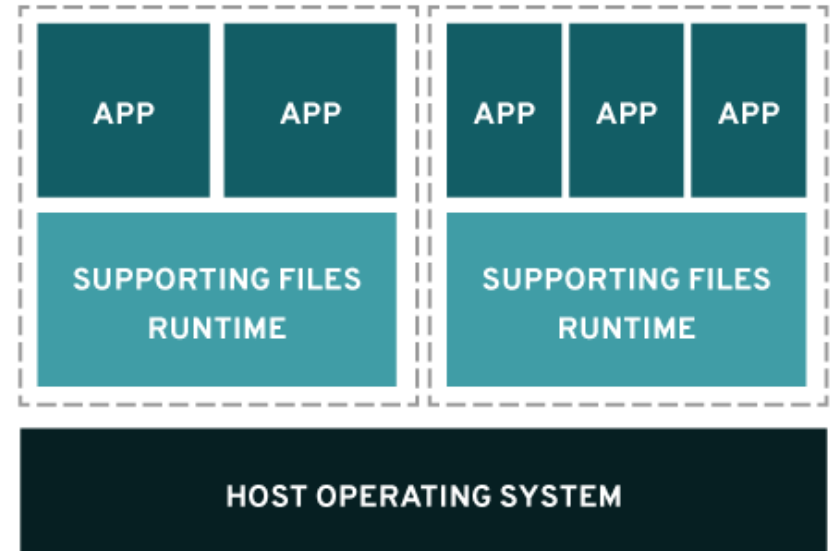 APP
APP
APP
APP
APP
SUPPORTING FILES
RUNTIME
SUPPORTING FILES
RUNTIME
HOST OPERATING SYSTEM